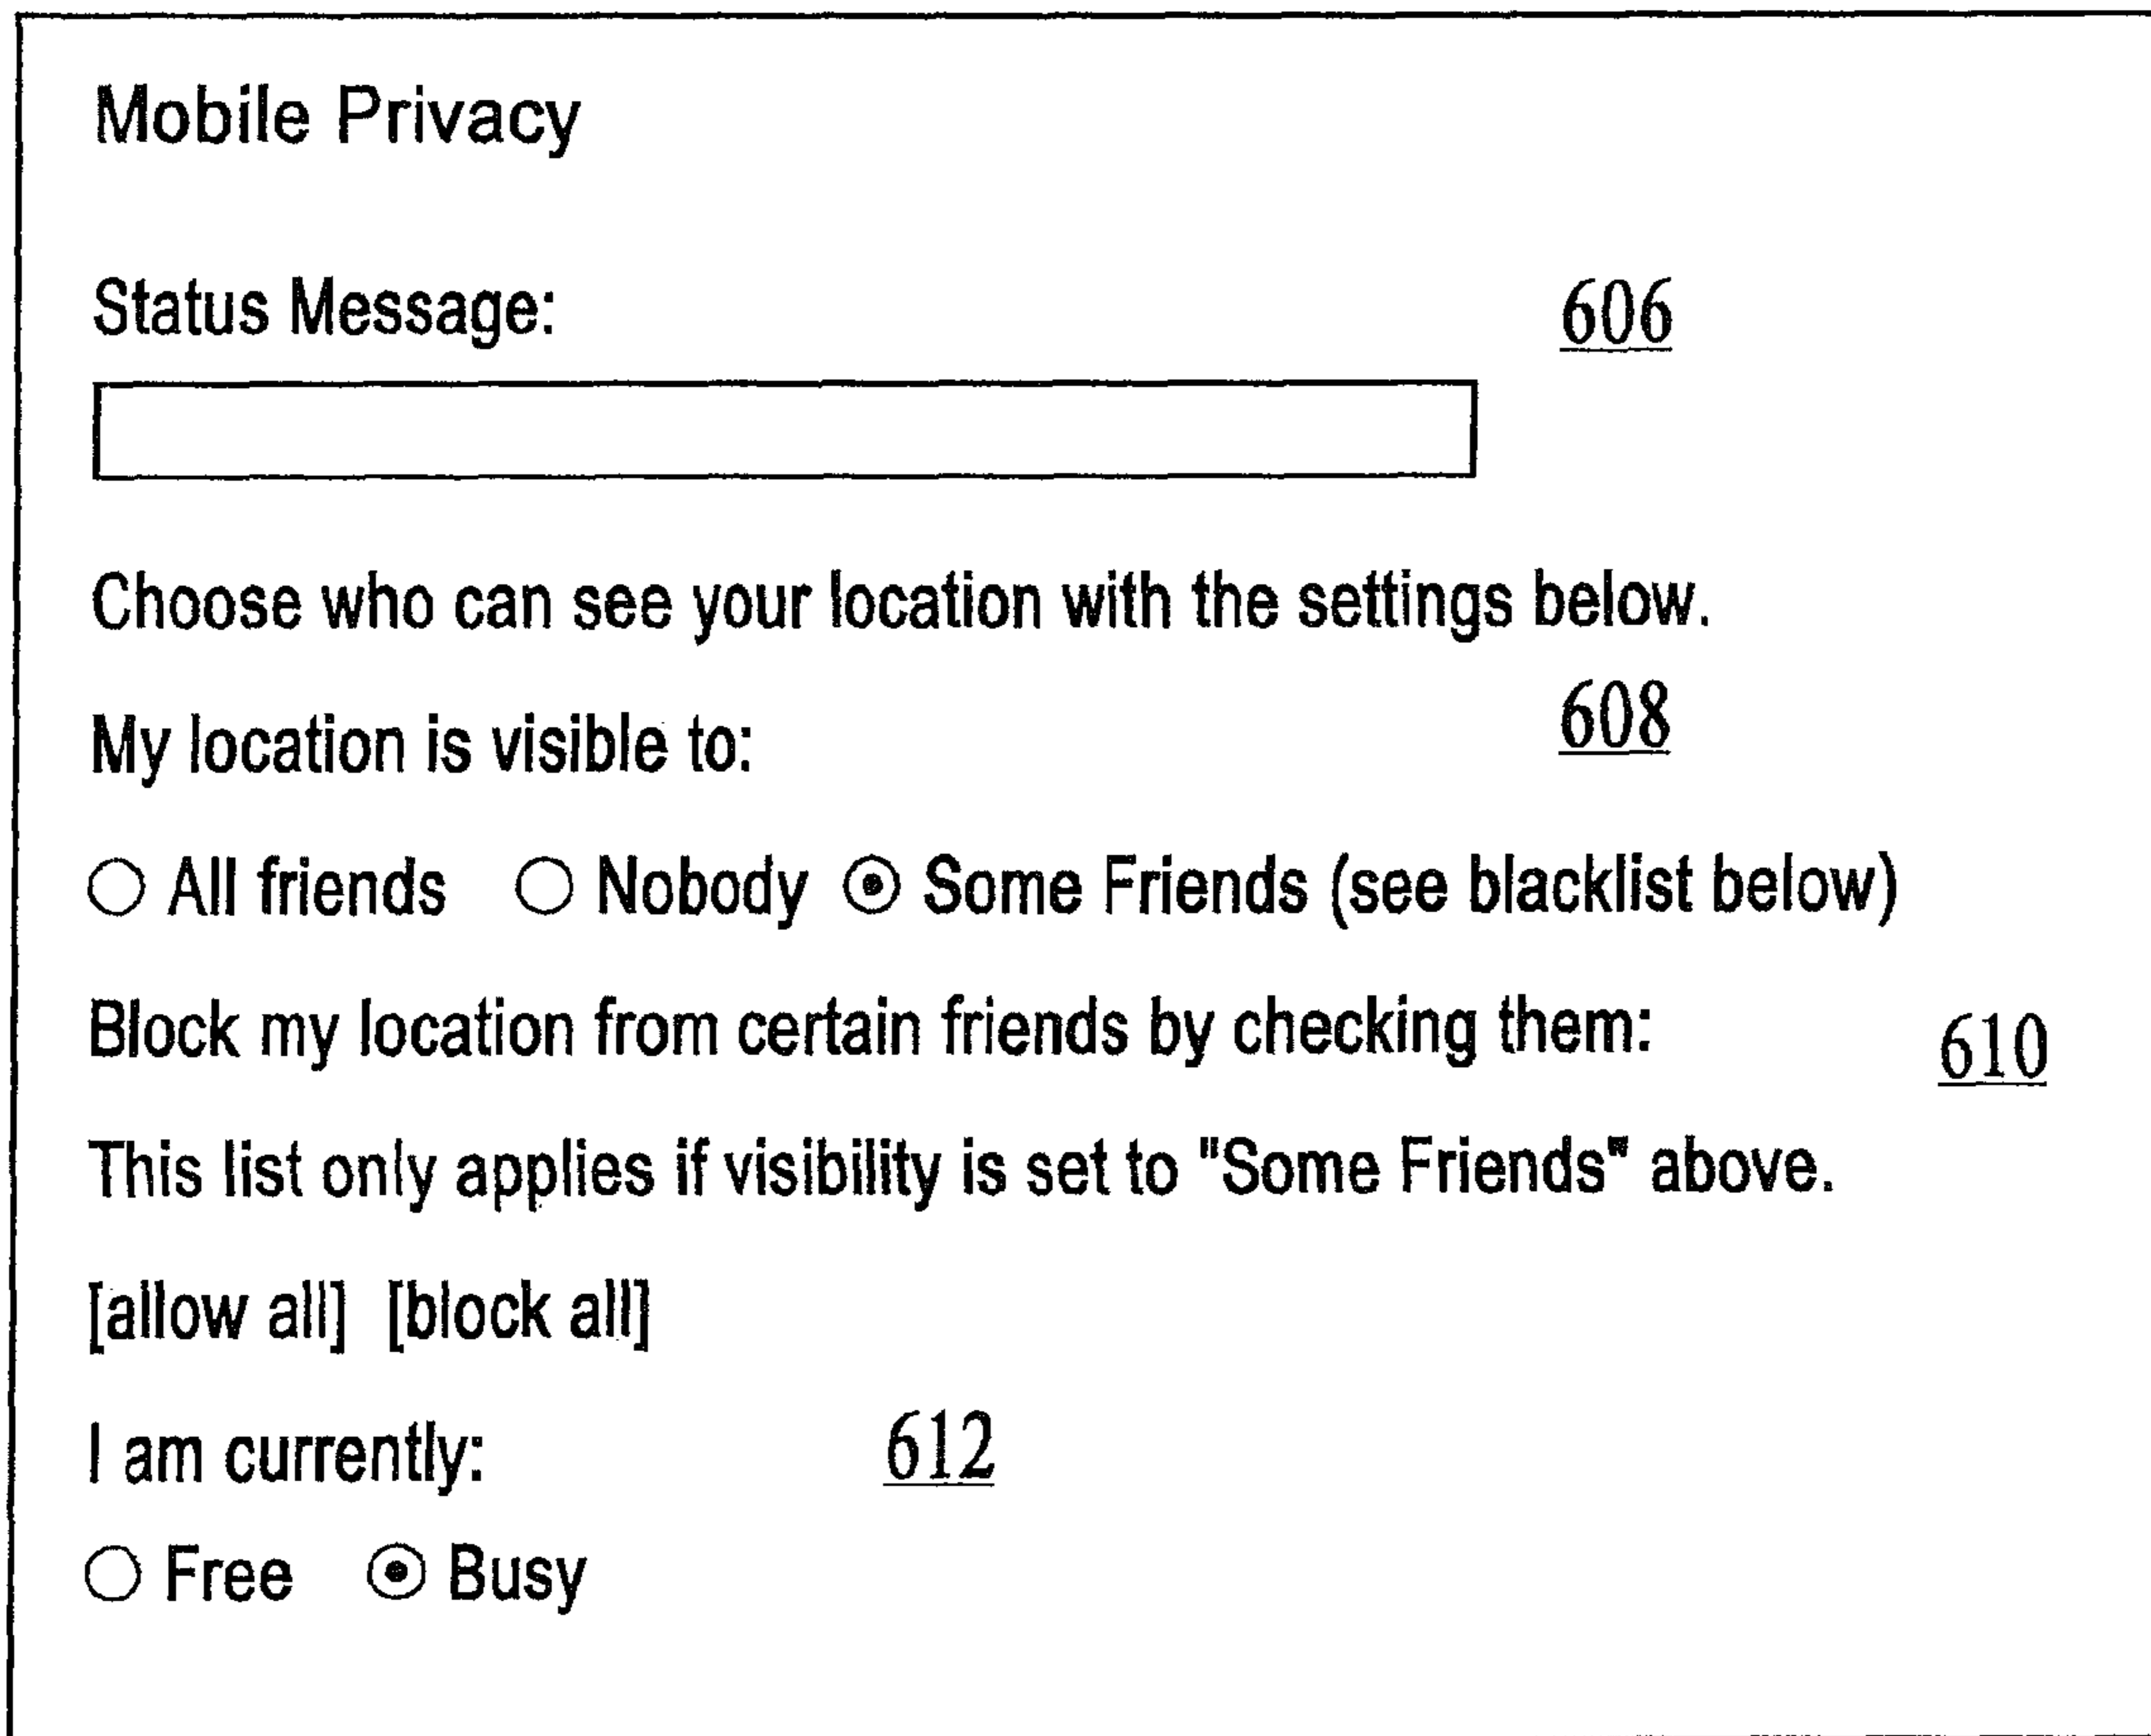 Mobile Privacy
Status Message: 606
Choose who can see your location with the settings below.
My location is visible to: 608
All friends Nobody Some Friends (see blacklist below)
Block my location from certain friends by checking them: 610
This list only applies if visibility is set to "Some Friends" above.
[allow all] [block all]
I am currently: 612
Free Busy